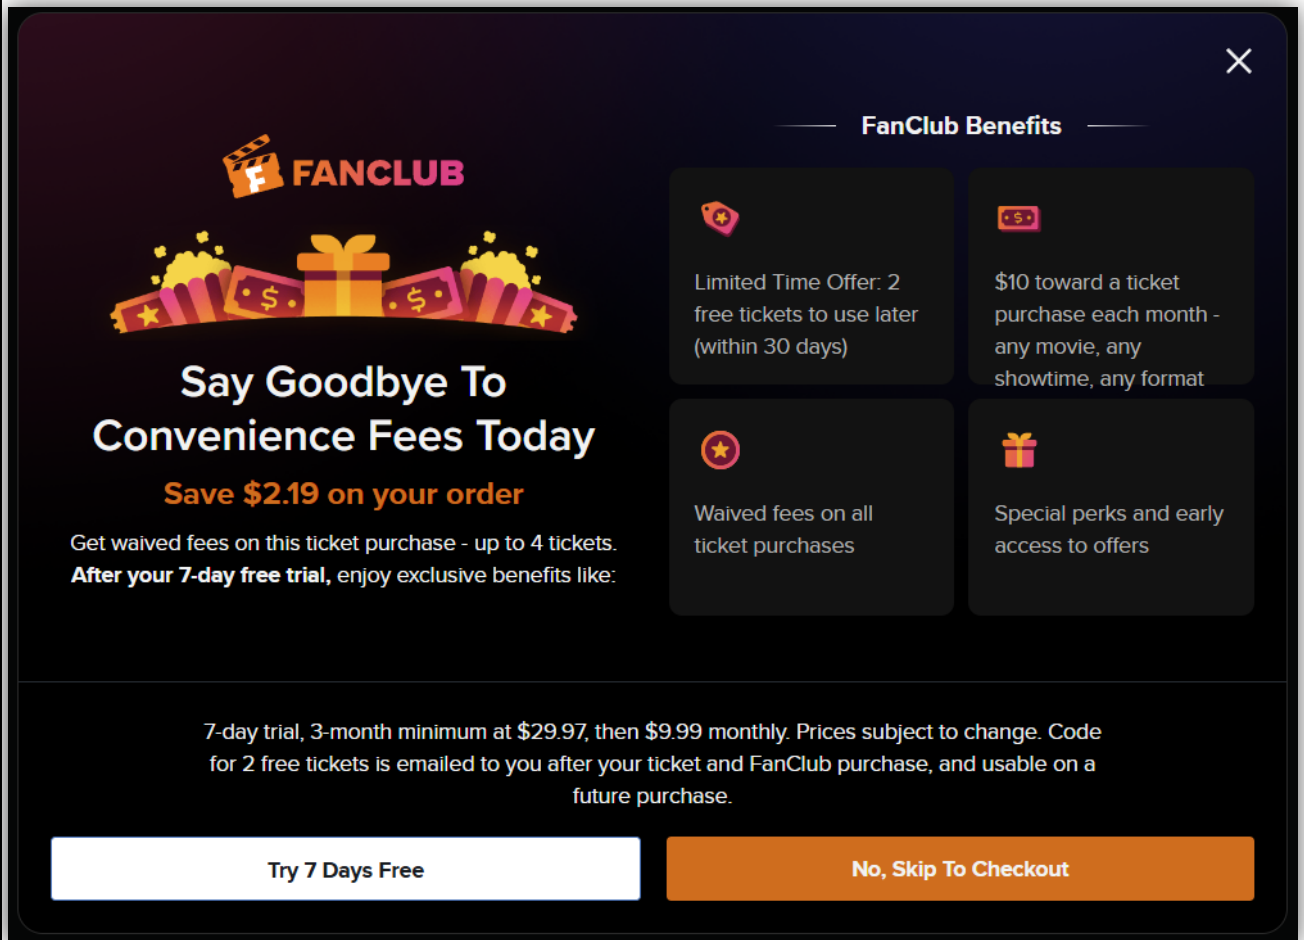 FANCLUB
Say Goodbye To
Convenience Fees Today
Save $2.19 on your order
Get waived fees on this ticket purchase - up to 4 tickets.
After your 7-day free trial, enjoy exclusive benefits like:
FanClub Benefits
Limited Time Offer: 2
free tickets to use later
(within 30 days)
$10 toward a ticket
purchase each month -
any movie, any
showtime, any format
Waived fees on all
ticket purchases
Special perks and early
access to offers
7-day trial, 3-month minimum at $29.97, then $9.99 monthly. Prices subject to change. Code
for 2 free tickets is emailed to you after your ticket and FanClub purchase, and usable on a
future purchase.
Try 7 Days Free
No, Skip To Checkout